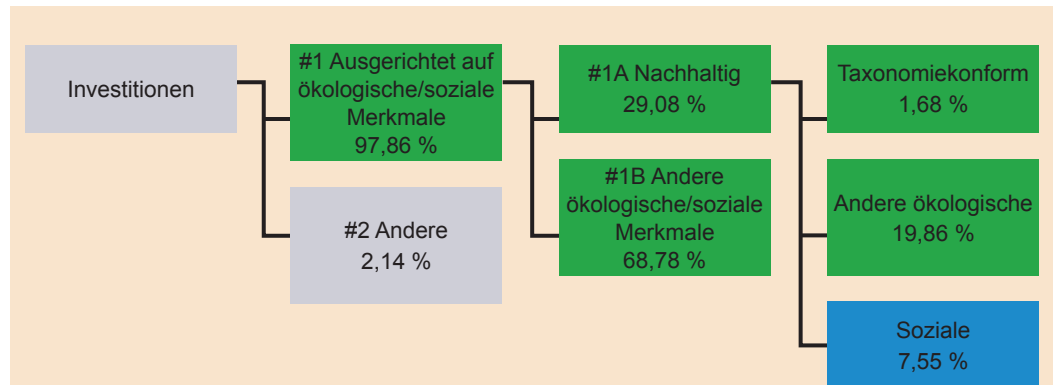 Investitionen
#1 Ausgerichtet auf
ökologische/soziale
Merkmale
97,86 %
#2 Andere
2,14 %
#1A Nachhaltig
29,08 %
#1B Andere
ökologische/soziale
Merkmale
68,78 %
Taxonomiekonform
1,68 %
Andere ökologische
19,86 %
Soziale
7,55 %